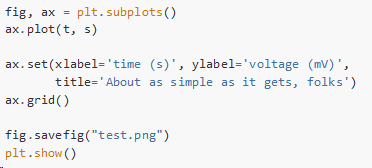 fig, ax = plt.subplots()
ax.plot(t, s)
ax.set(xlabel='time (s)', ylabel='voltage (mV)',
title='About as simple as it gets, folks')
ax.grid()
fig.savefig("test.png")
plt.show()